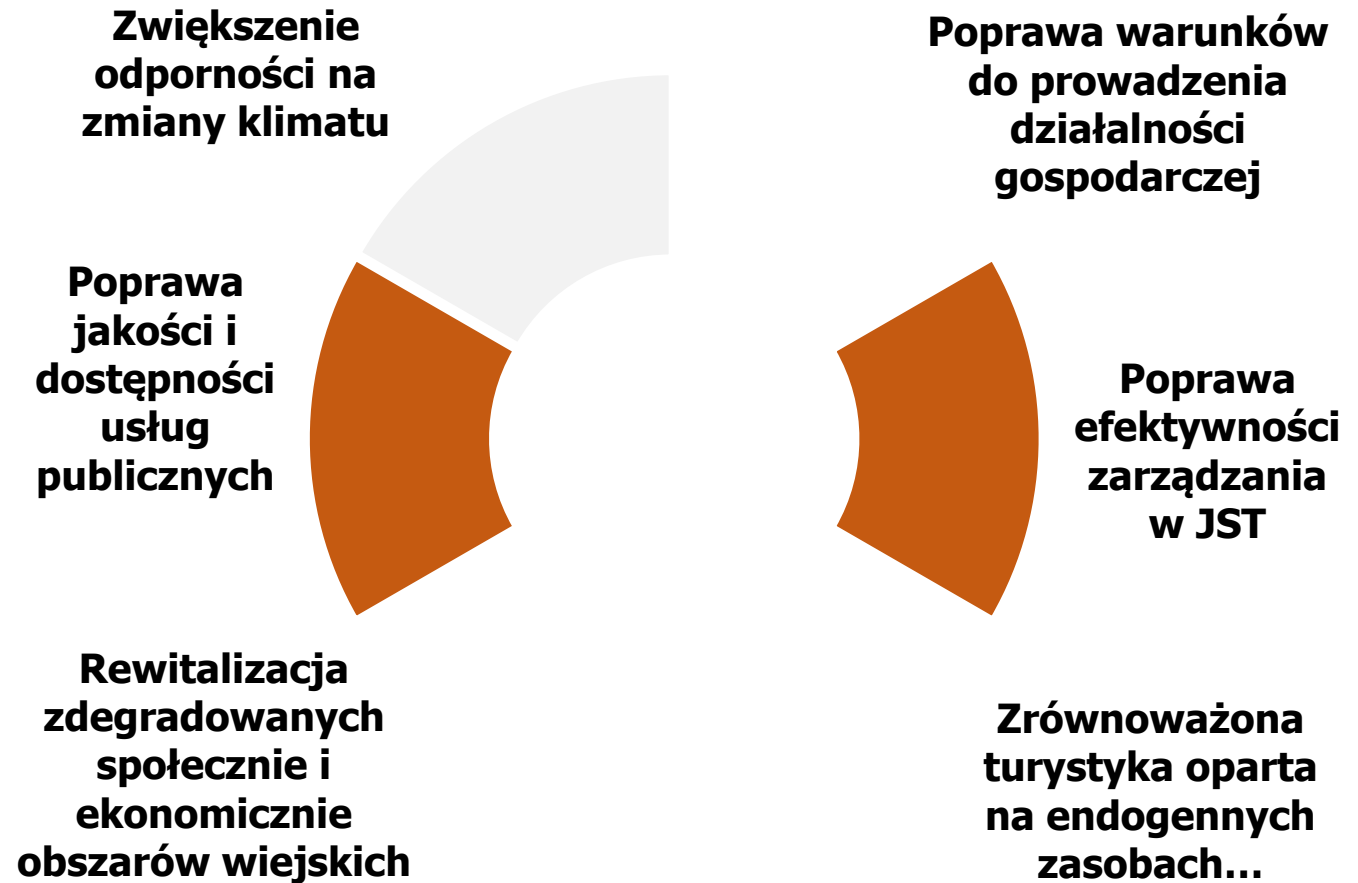 Zwiększenie
odporności na
zmiany klimatu
Poprawa warunków
do prowadzenia
działalności
gospodarczej
Poprawa
jakości i
dostępności
usług
publicznych
Poprawa
efektywności
zarządzania
w JST
Rewitalizacja
zdegradowanych
społecznie i
ekonomicznie
obszarów wiejskich
Zrównoważona
turystyka oparta
na endogennych
zasobach…